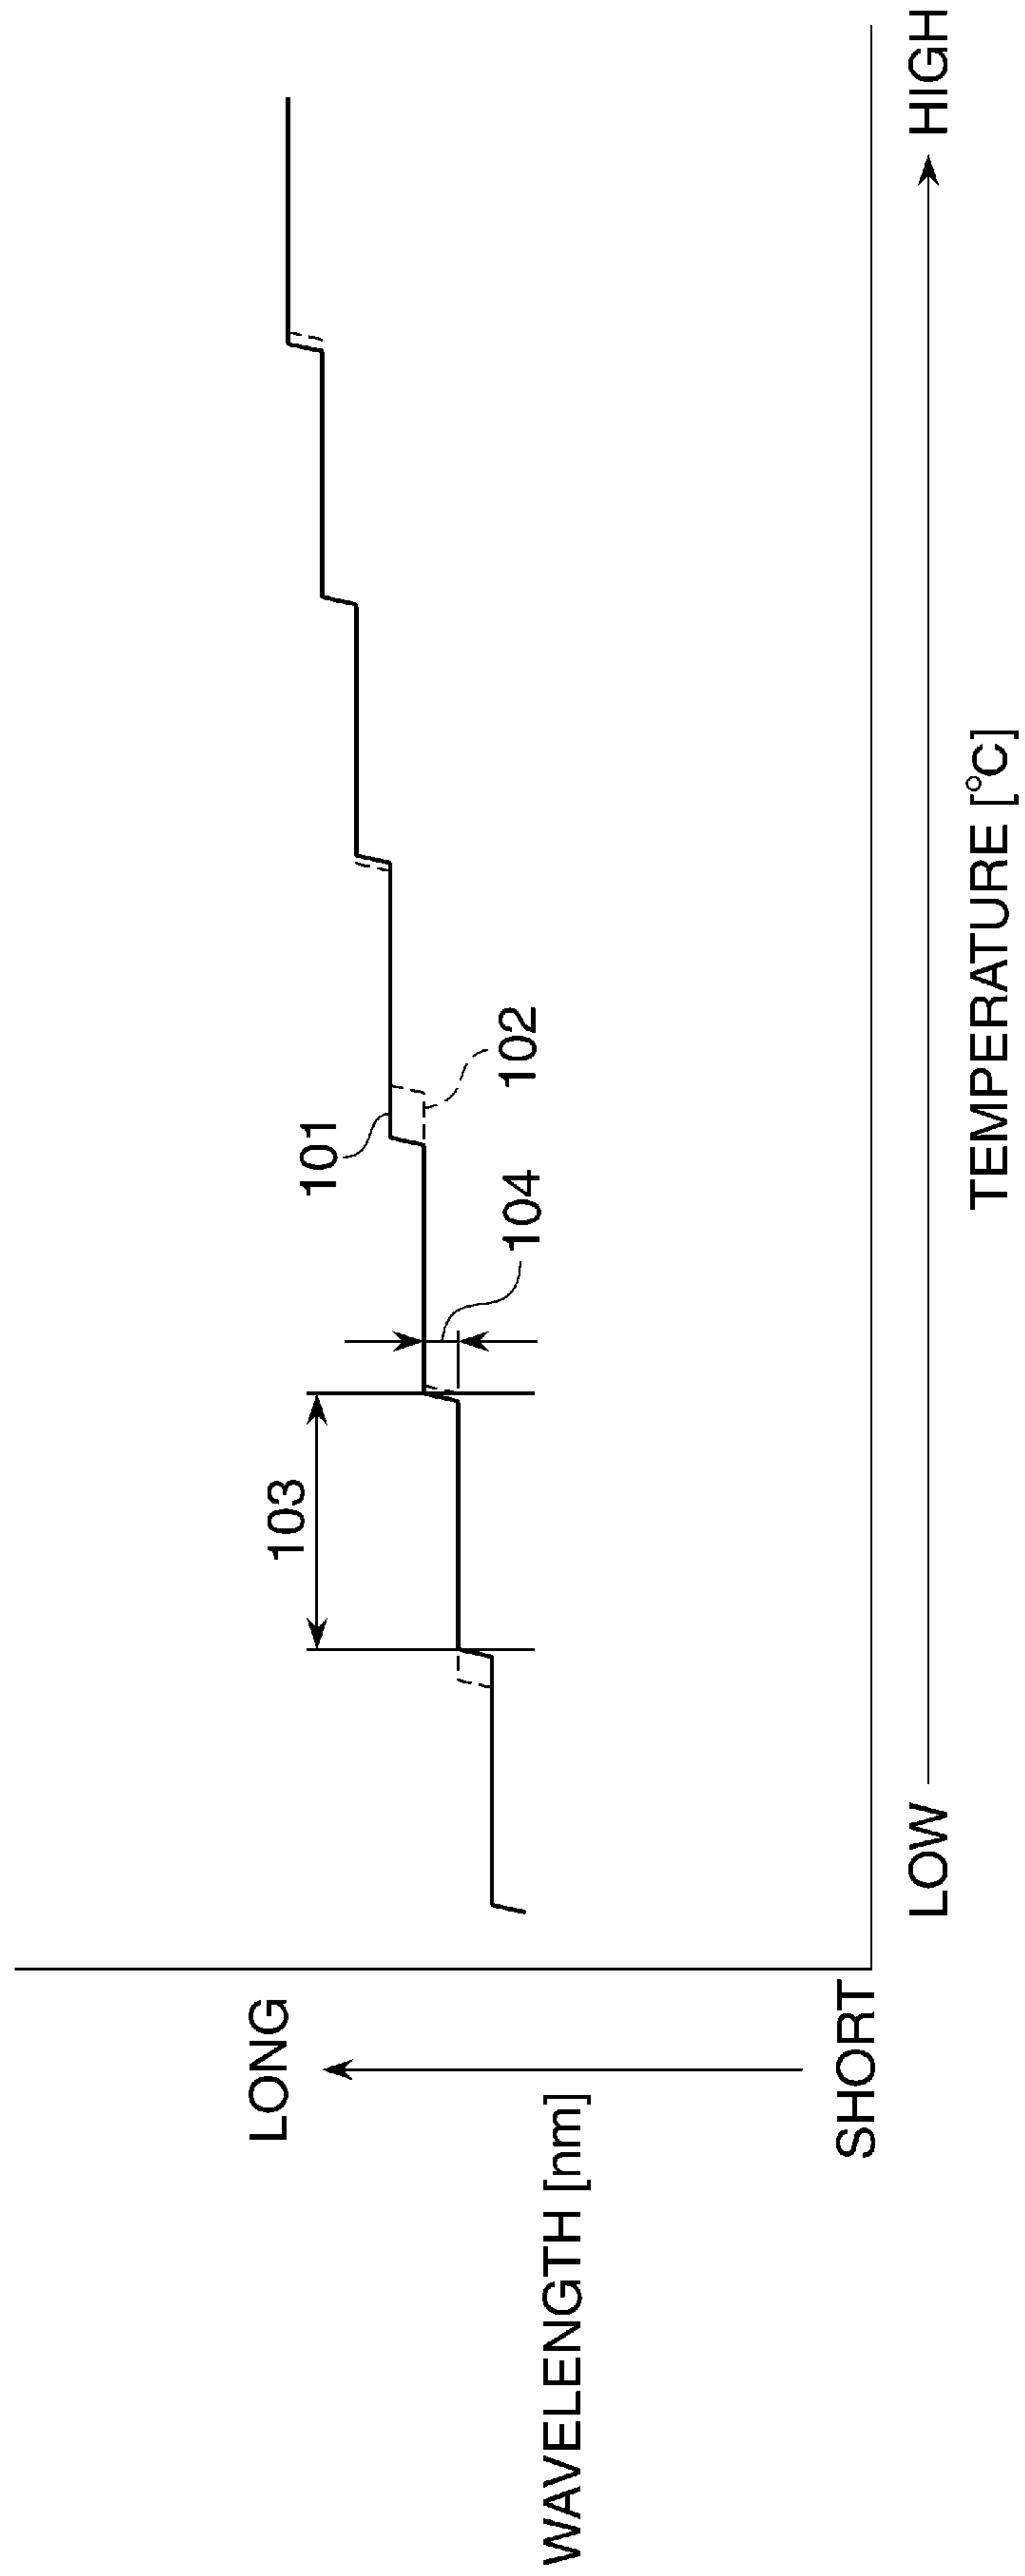 LONG
WAVELENGTH [nm]
SHORT
103
104
101
102
LOW
HIGH
TEMPERATURE [°C]